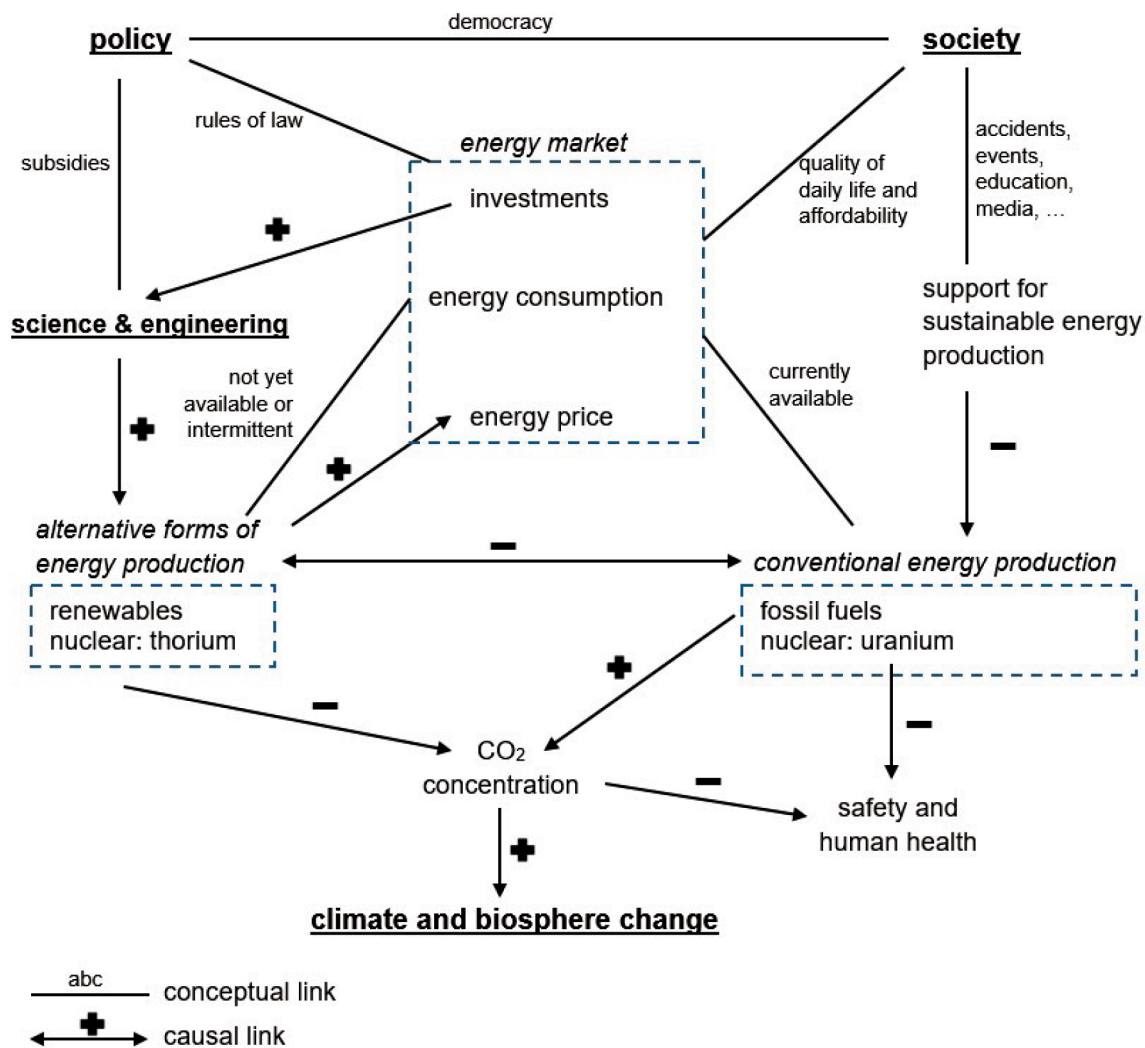 democracy
policy
society
rules of law
subsidies
energy market
investments
energy consumption
energy price
quality of
daily life and
affordability
accidents,
events,
education,
media, ...
+
science & engineering
support for
sustainable energy
production
not yet
available or
intermittent
currently
available
+
+
−
alternative forms of
energy production
−
conventional energy production
renewables
nuclear: thorium
fossil fuels
nuclear: uranium
−
+
−
CO₂
concentration
−
safety and
human health
+
climate and biosphere change
abc
conceptual link
+
causal link